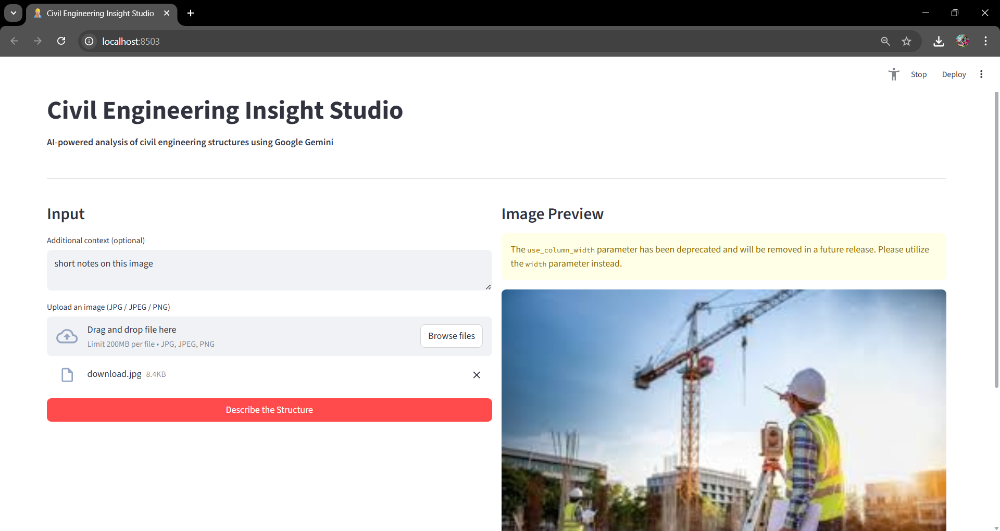 Civil Engineering Insight Studio
localhost:8503
Stop
Deploy
Civil Engineering Insight Studio
AI-powered analysis of civil engineering structures using Google Gemini
Input
Additional context (optional)
short notes on this image
Upload an image (JPG / JPEG / PNG)
Drag and drop file here
Limit 200MB per file • JPG, JPEG, PNG
Browse files
download.jpg 8.4KB
Describe the Structure
Image Preview
The use_column_width parameter has been deprecated and will be removed in a future release. Please utilize
the width parameter instead.